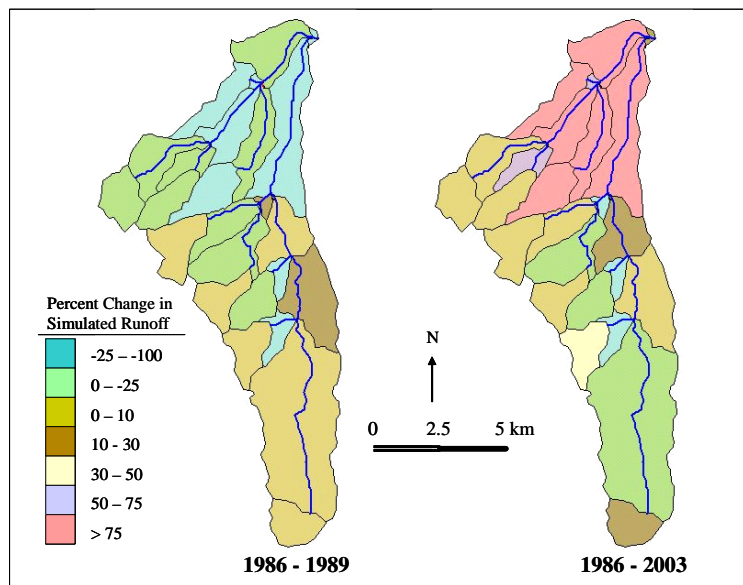 Percent Change in
Simulated Runoff
-25 – -100
0 – -25
0 – 10
10 - 30
30 – 50
50 – 75
> 75
N
0 2.5 5 km
1986 - 1989
1986 - 2003